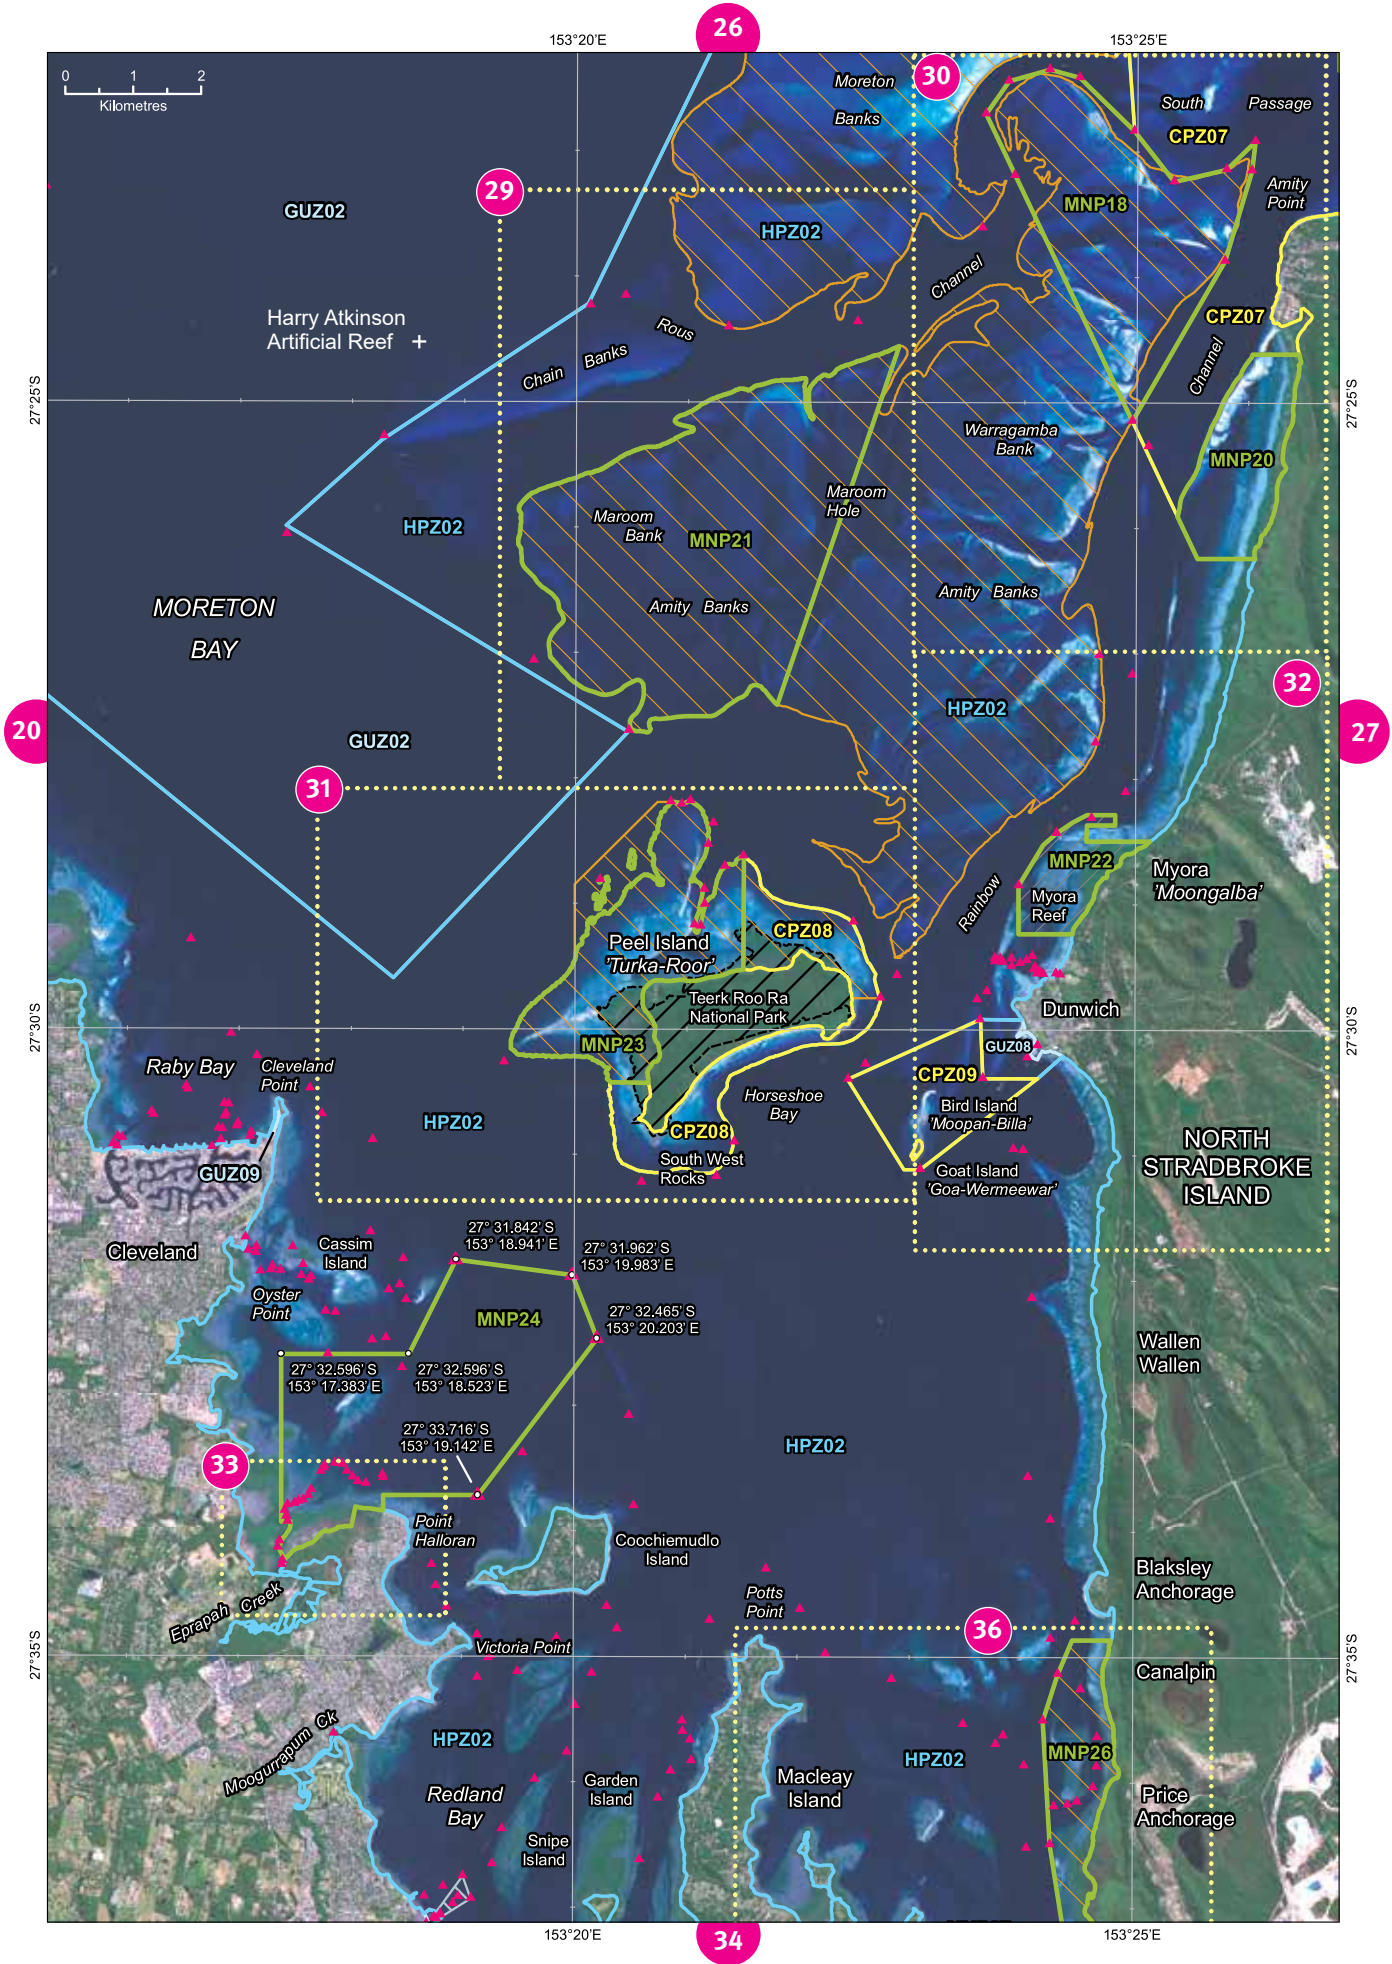 26
153°20'E
153°25'E
0 1 2
Kilometres
Moreton
Banks
30
South Passage
CPZ07
Amity
Point
29
GUZ02
MNP18
HPZ02
Channel
Harry Atkinson
Artificial Reef
Rous
Chain Banks
CPZ07
Channel
27°25'S
27°25'S
Warragamba
Bank
MNP20
Maroom
Hole
Maroom
Bank
HPZ02
MNP21
Amity Banks
Amity Banks
MORETON
BAY
32
20
27
HPZ02
GUZ02
31
MNP22
Myora
'Moongalba'
Rainbow
Myora
Reef
CPZ08
Peel Island
'Turka-Roor'
Teerk Roo Ra
National Park
Dunwich
27°30'S
27°30'S
MNP23
GUZ08
Raby Bay
Cleveland
Point
CPZ09
Horseshoe
Bay
Bird Island
'Moopan-Billa'
HPZ02
CPZ08
South West
Rocks
GUZ09
Goat Island
'Goa-Wermeewar'
NORTH
STRADBROKE
ISLAND
27° 31.842' S
153° 18.941' E
Cleveland
Cassim
Island
27° 31.962' S
153° 19.983' E
Oyster
Point
MNP24
27° 32.465' S
153° 20.203' E
Wallen
Wallen
27° 32.596' S
153° 17.383' E
27° 32.596' S
153° 18.523' E
27° 33.716' S
153° 19.142' E
HPZ02
33
Point
Halloran
Coochiemudlo
Island
Blaksley
Anchorage
Eprapah Creek
Potts
Point
36
Victoria Point
27°35'S
27°35'S
Canalpin
Moogurrapum Ck
HPZ02
HPZ02
MNP26
Redland
Bay
Garden
Island
Macleay
Island
Price
Anchorage
Snipe
Island
153°20'E
34
153°25'E